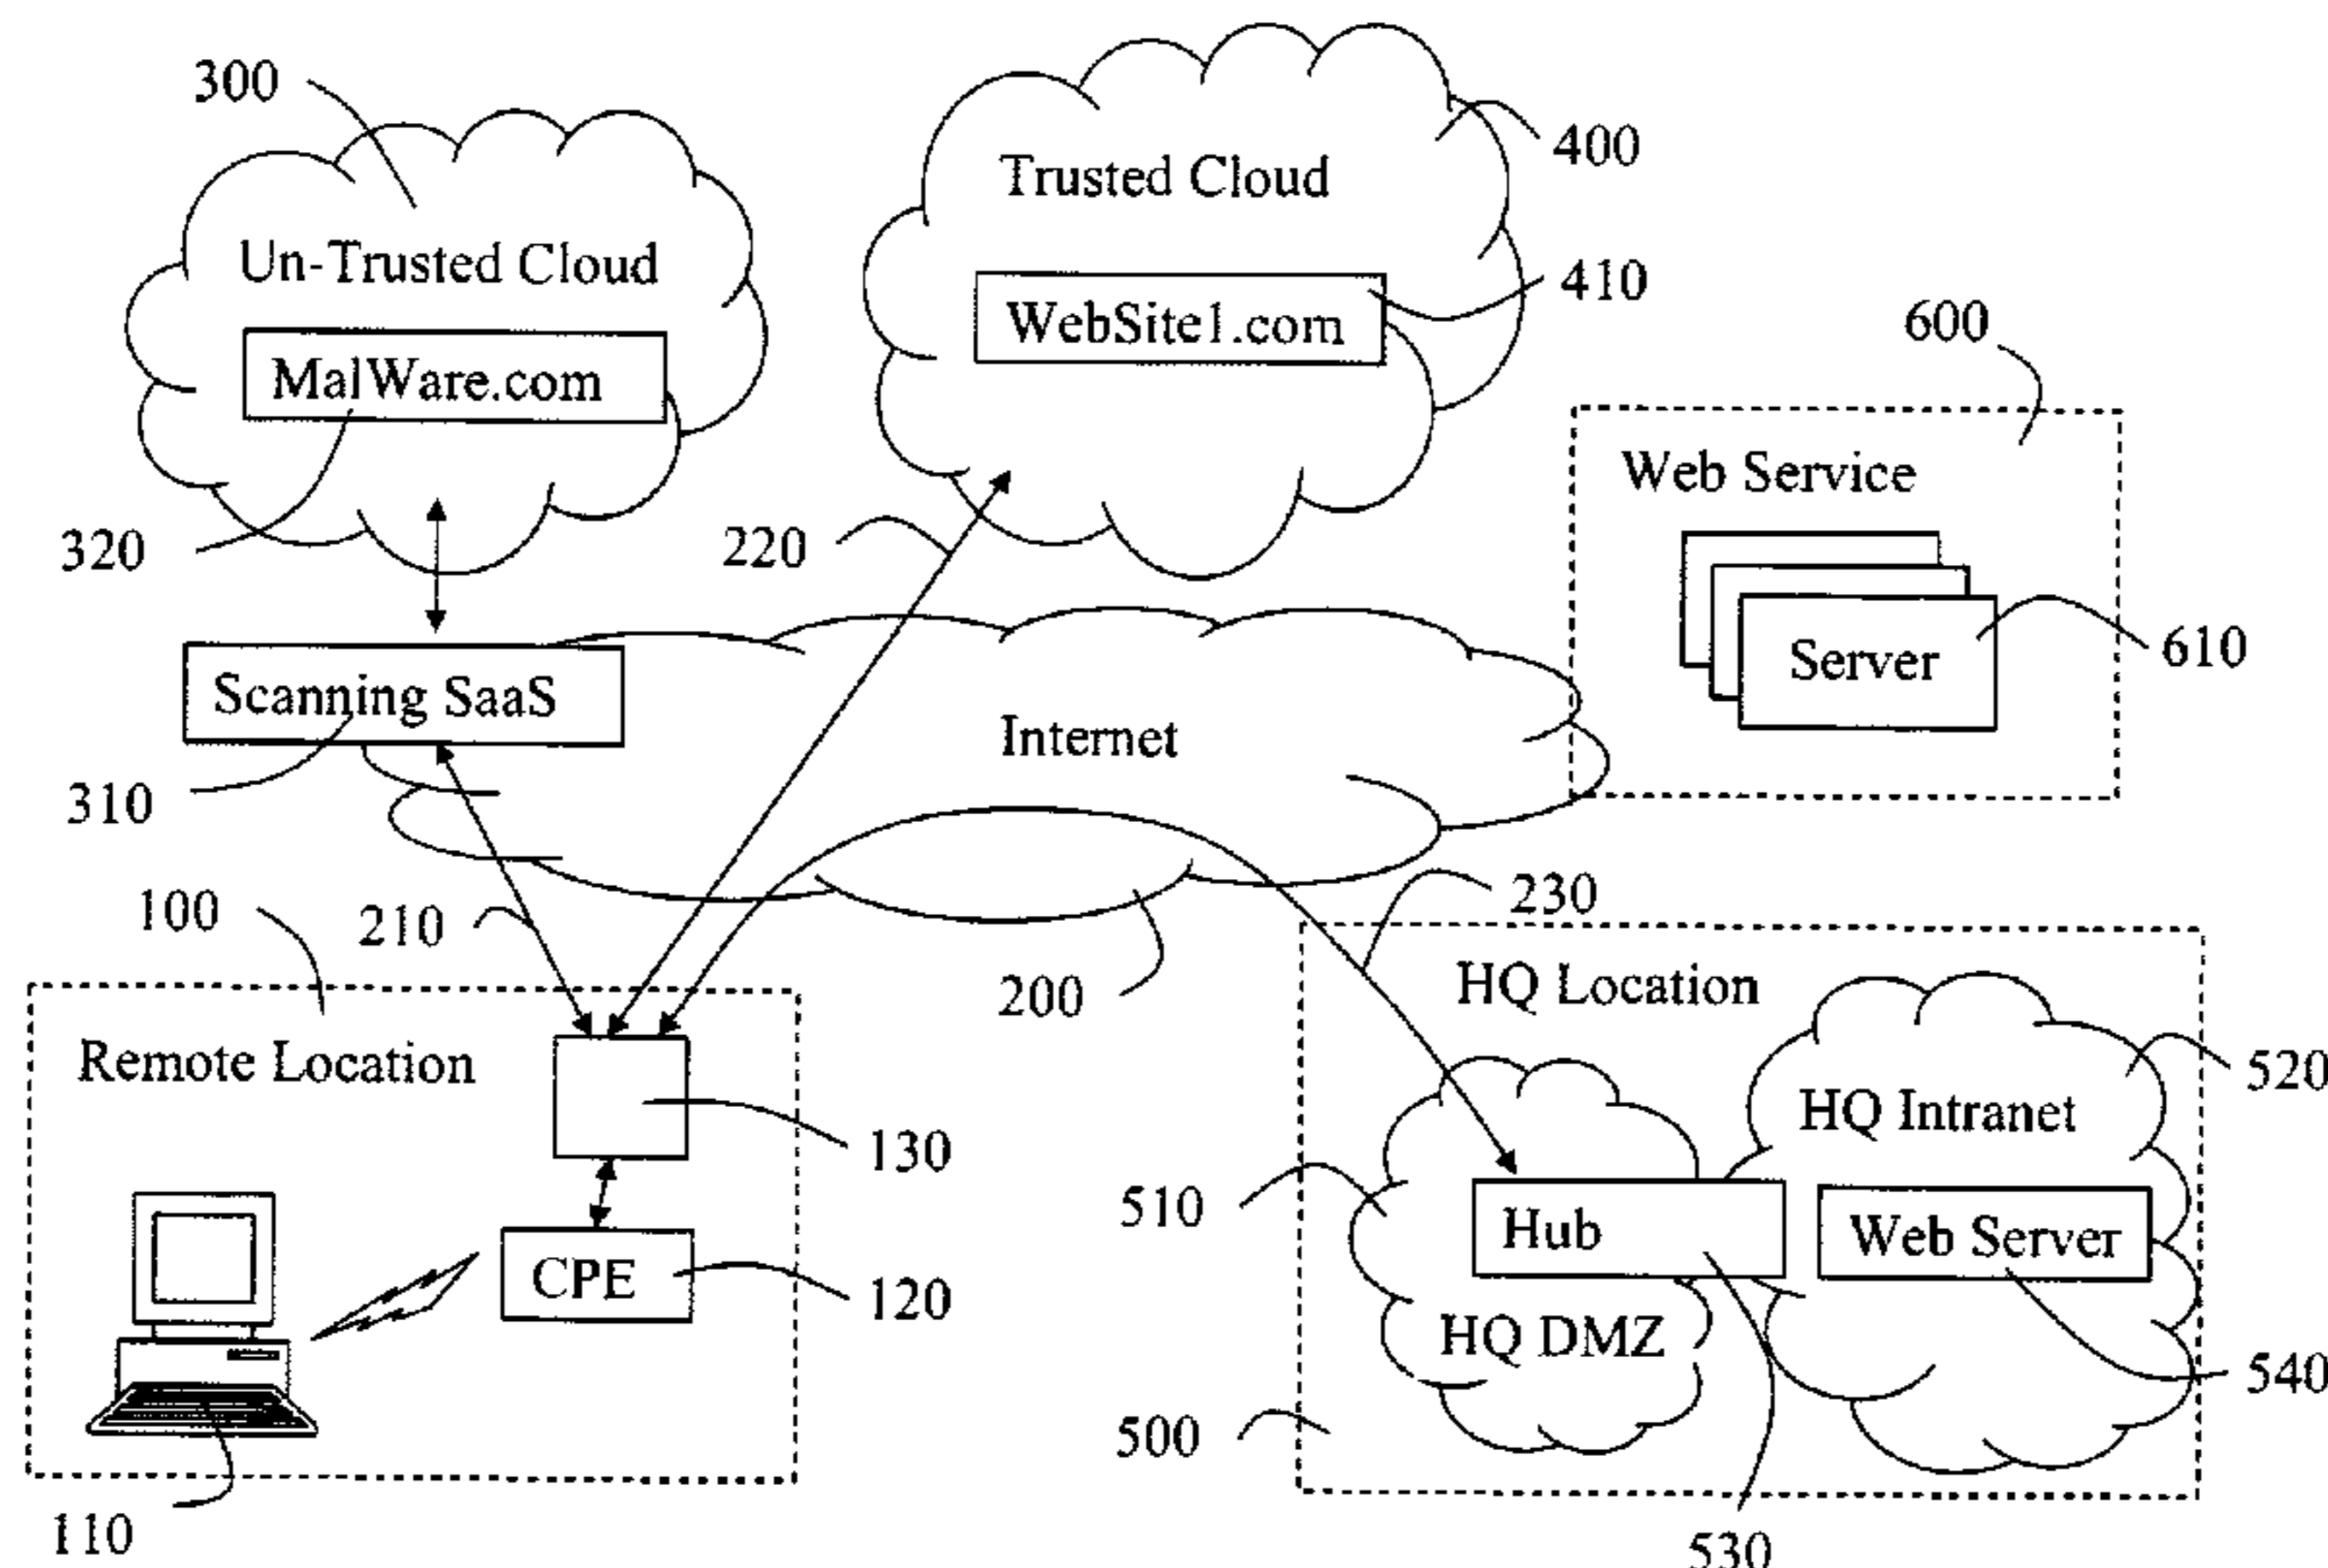 300
400
Trusted Cloud
Un-Trusted Cloud
410
WebSite1.com
600
MalWare.com
Web Service
320
220
Server
610
Scanning SaaS
Internet
310
100
210
230
200
HQ Location
Remote Location
520
HQ Intranet
130
510
Hub
Web Server
CPE
120
HQ DMZ
540
500
110
530